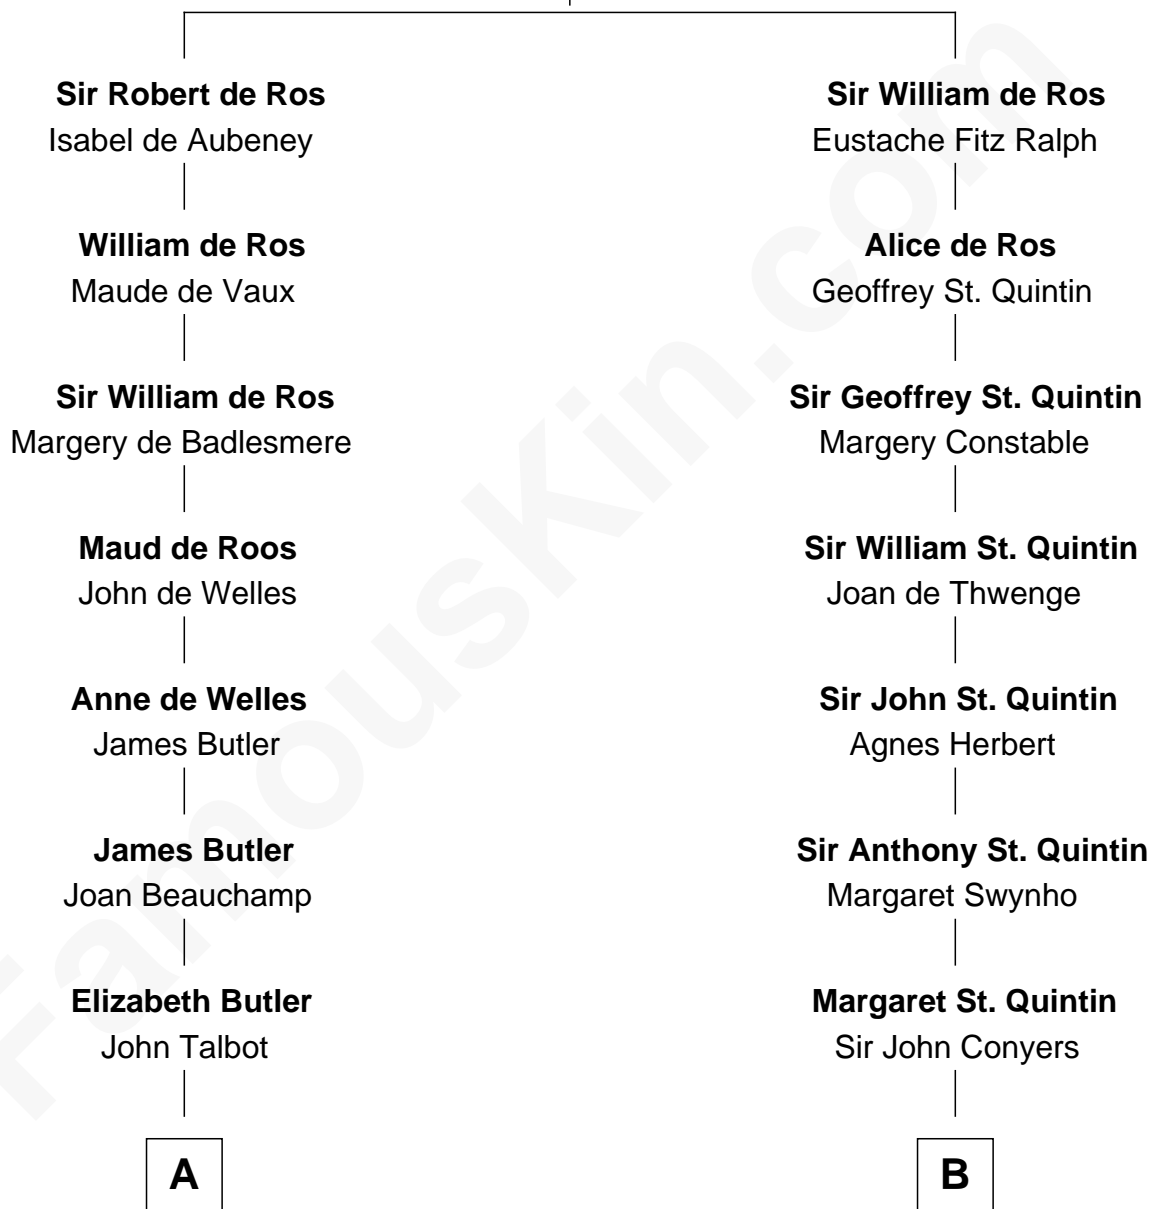 Sir Robert de Ros
Isabel de Aubeney
William de Ros
Maude de Vaux
Sir William de Ros
Margery de Badlesmere
Maud de Roos
John de Welles
Anne de Welles
James Butler
James Butler
Joan Beauchamp
Elizabeth Butler
John Talbot
A
Sir William de Ros
Eustache Fitz Ralph
Alice de Ros
Geoffrey St. Quintin
Sir Geoffrey St. Quintin
Margery Constable
Sir William St. Quintin
Joan de Thwenge
Sir John St. Quintin
Agnes Herbert
Sir Anthony St. Quintin
Margaret Swynho
Margaret St. Quintin
Sir John Conyers
B
FamousKin.com